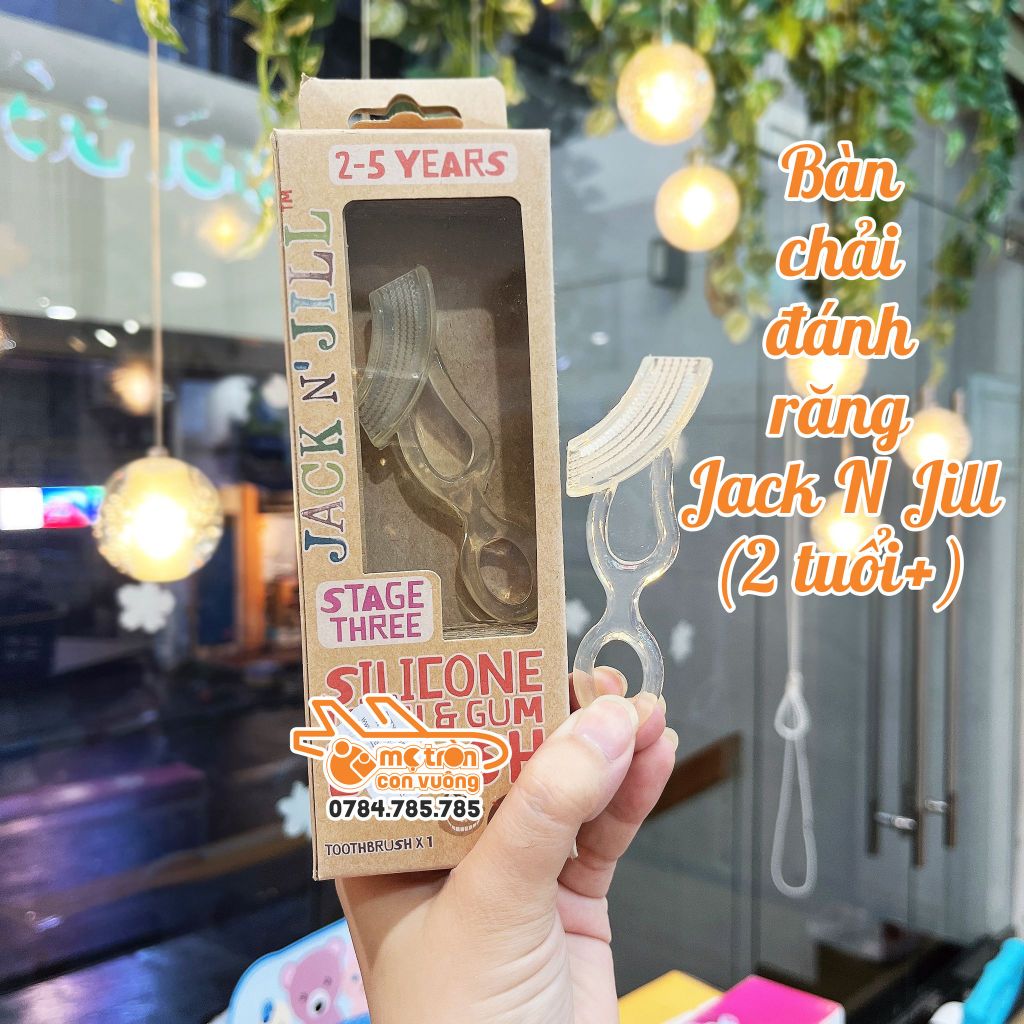 2-5 YEARS
JACK N' JILL™
STAGE
THREE
SILICONE
& GUM
TOOTHBRUSH X 1
mẹ tròn
con vuông
0784.785.785
Bàn
chải
đánh
răng
Jack N Jill
(2 tuổi+)